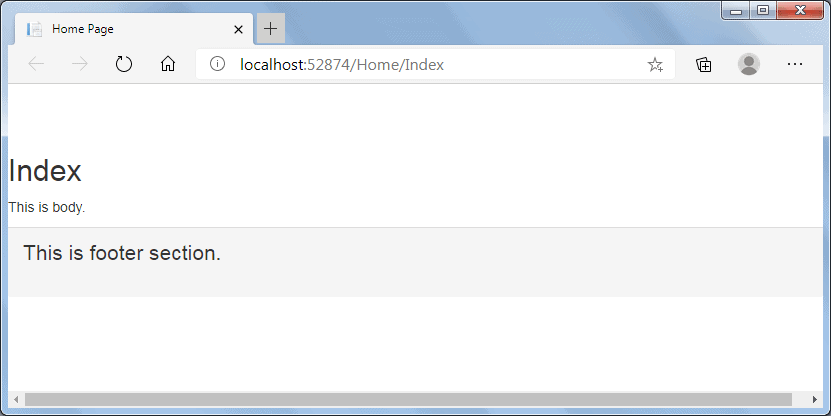 Home Page
localhost:52874/Home/Index
Index
This is body.
This is footer section.